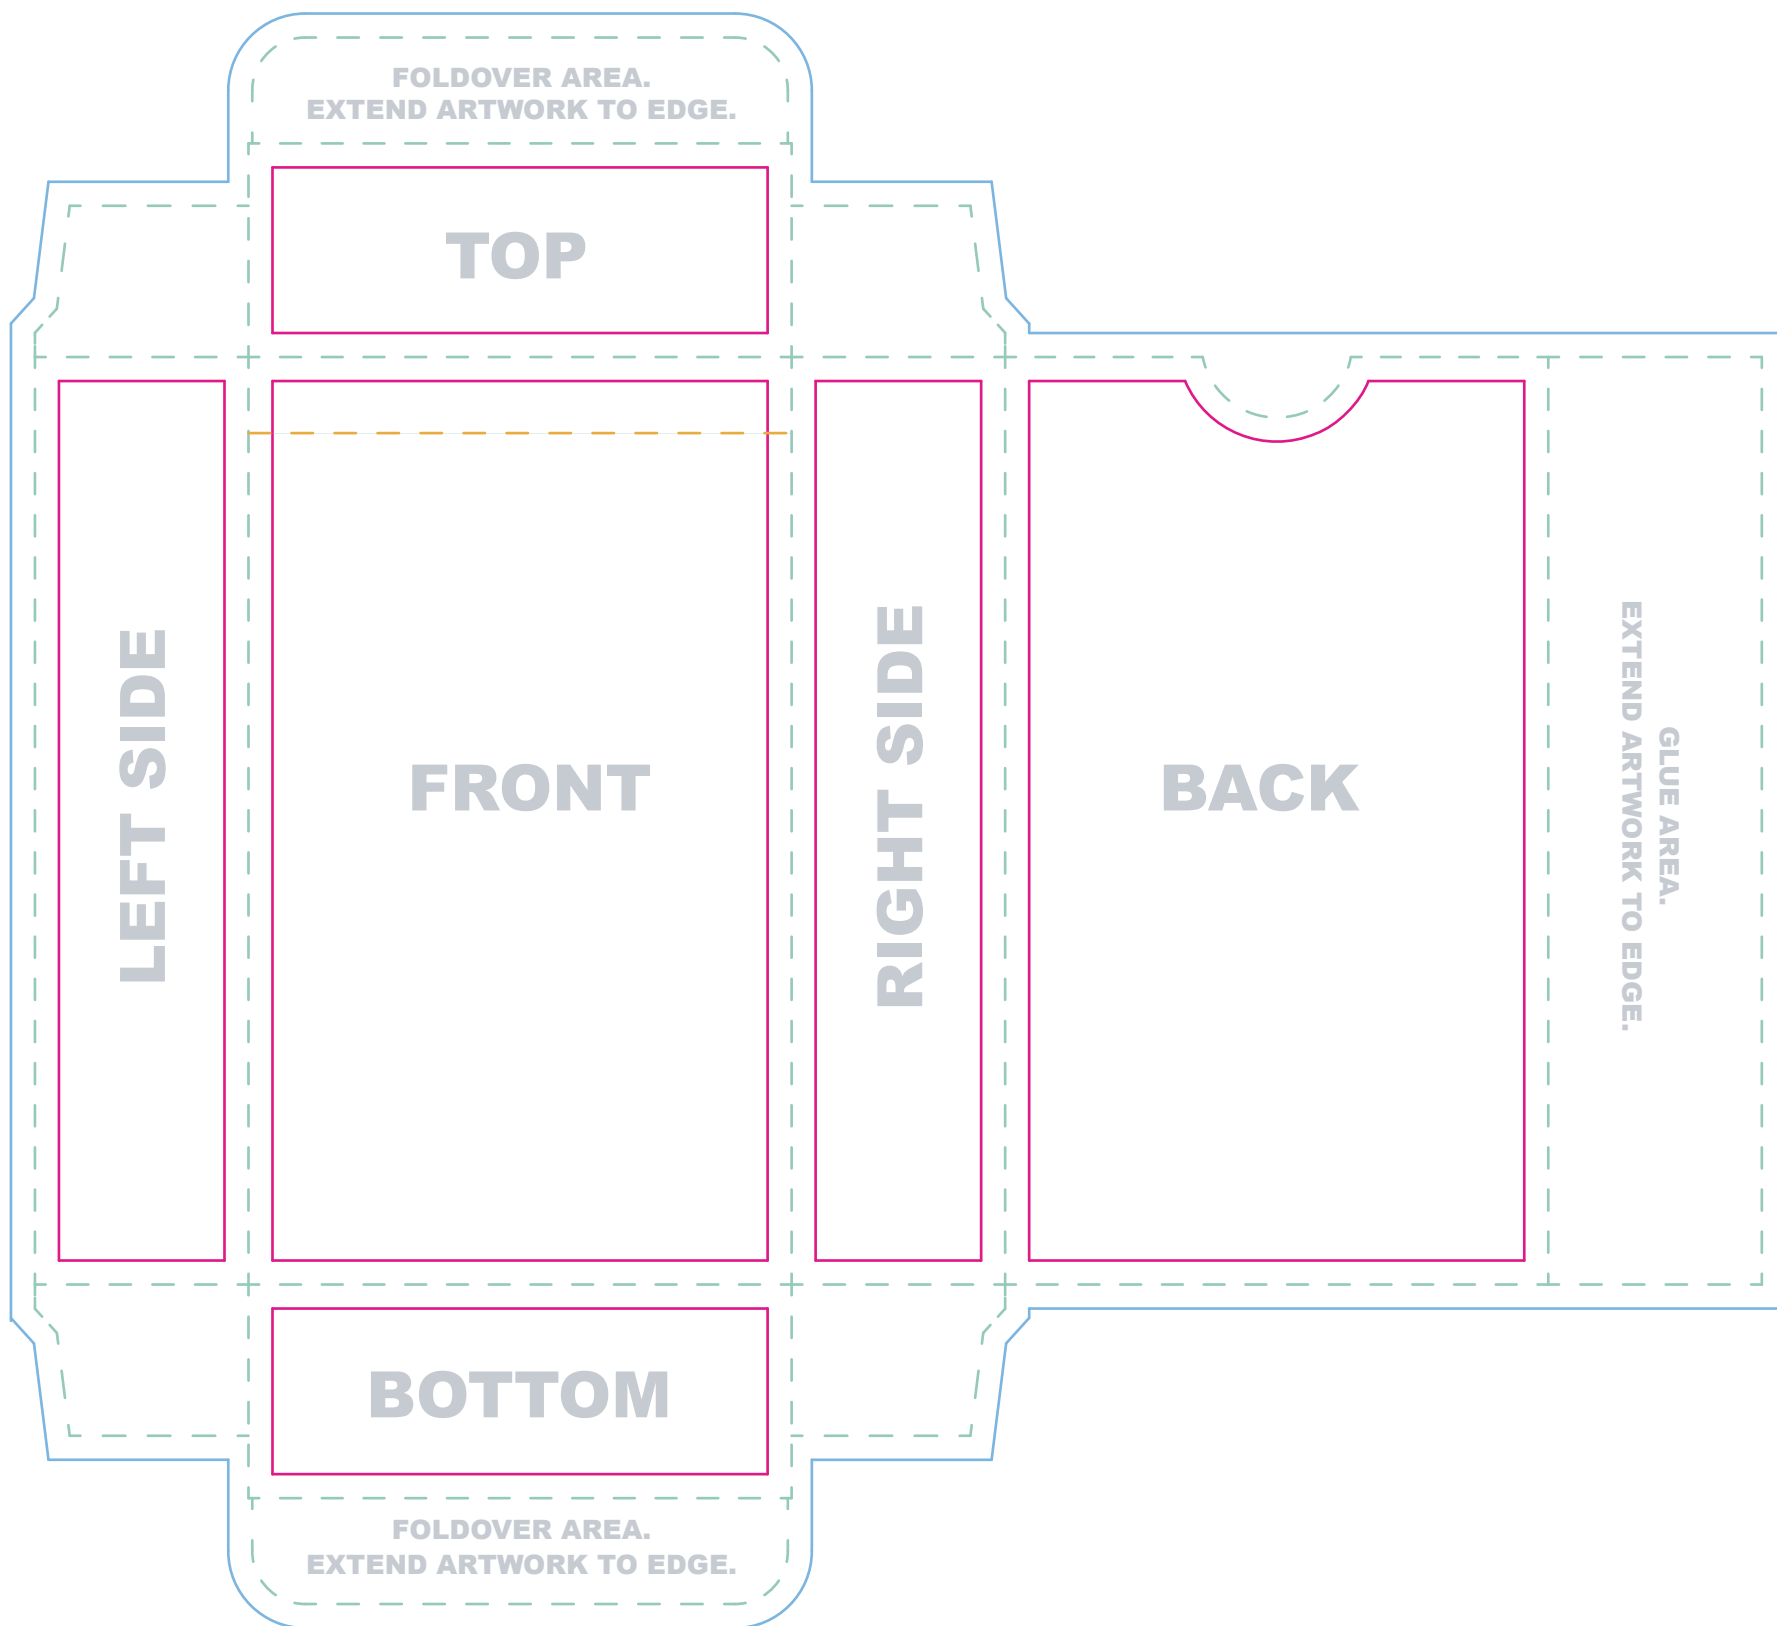 FOLDOVER AREA.
EXTEND ARTWORK TO EDGE.
TOP
LEFT SIDE
FRONT
RIGHT SIDE
BACK
GLUE AREA.
EXTEND ARTWORK TO EDGE.
BOTTOM
FOLDOVER AREA.
EXTEND ARTWORK TO EDGE.